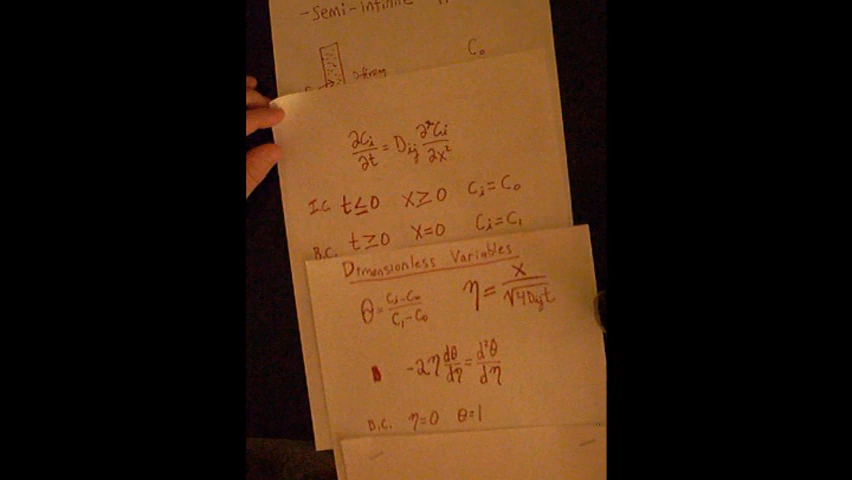 - Semi-infinite
C₀
∂Cᵢ/∂t = Dᵢⱼ ∂²Cᵢ/∂x²
I.C. t≤0 X≥0 Cᵢ=C₀
B.C. t≥0 X=0 Cᵢ=C₁
Dimensionless Variables
θ= Cᵢ-C₀/C₁-C₀ η= X/√4Dᵢⱼt
-2η dθ/dη = d²θ/dη
B.C. η=0 θ=1